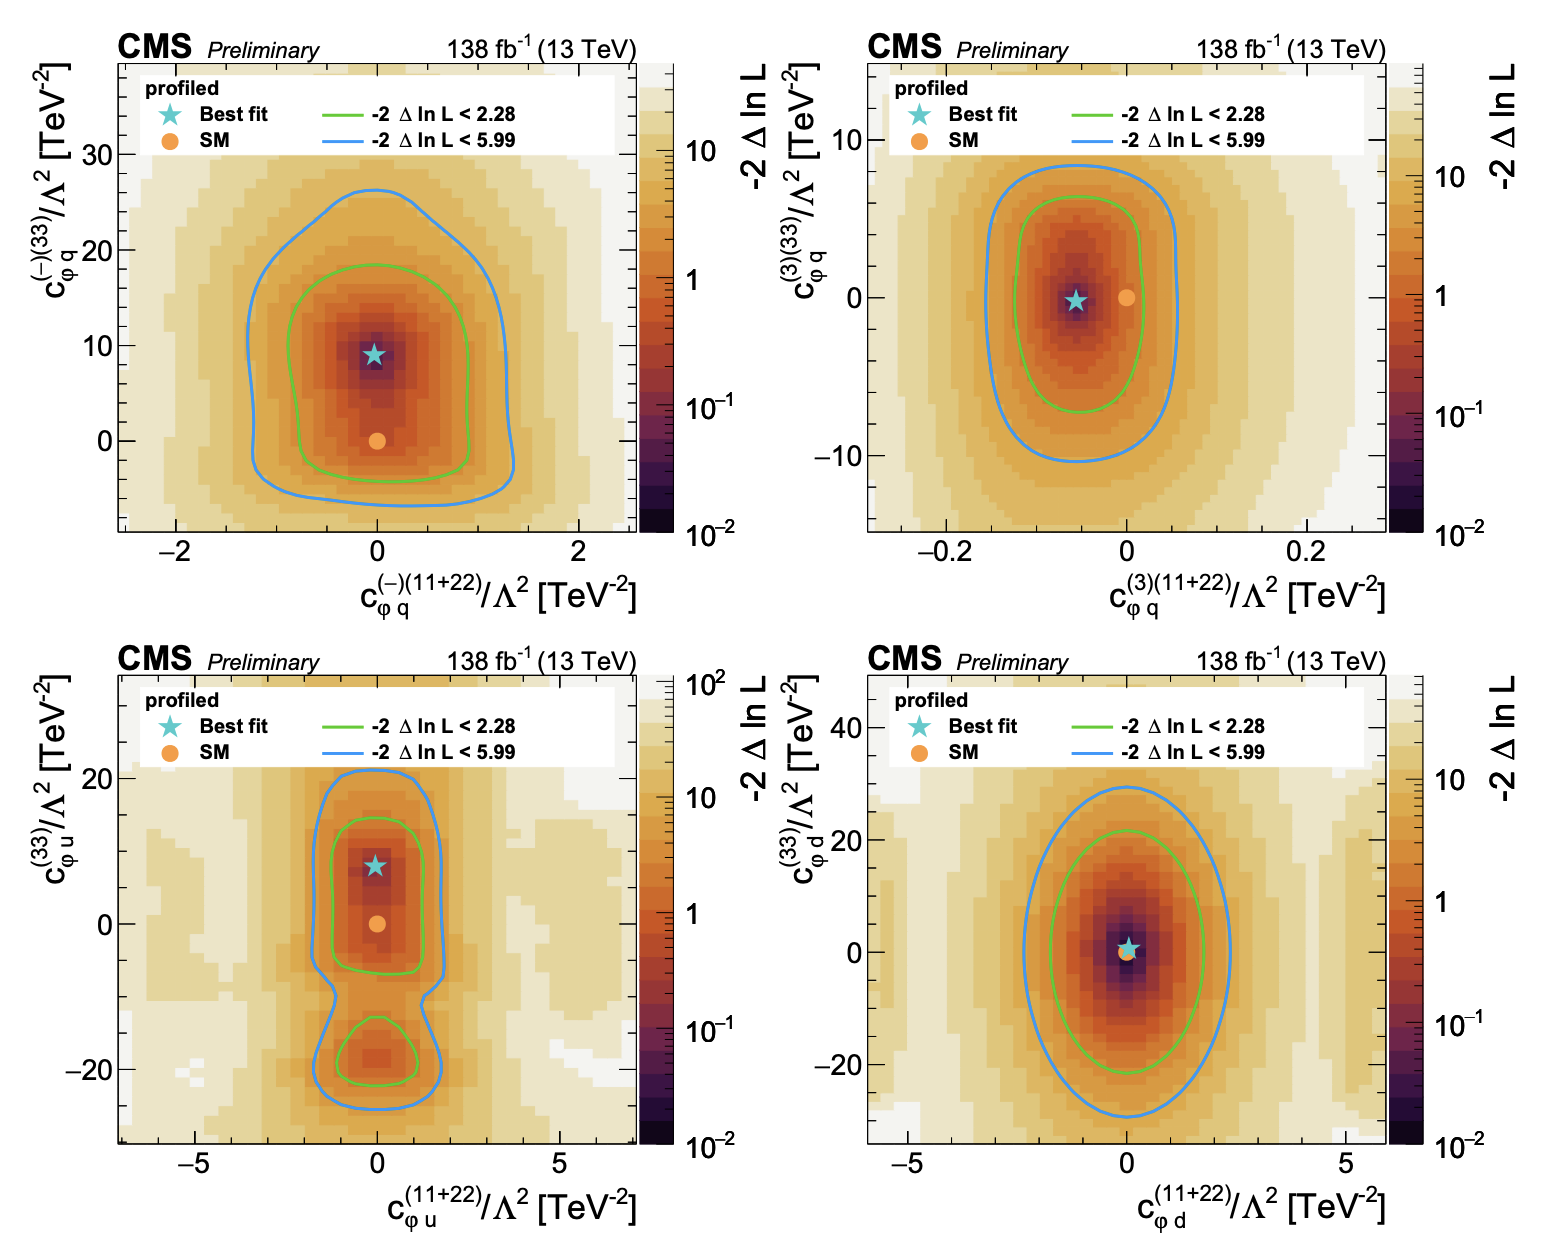 CMS Preliminary 138 fb-1 (13 TeV)
profiled
Best fit -2 Δ ln L < 2.28
SM -2 Δ ln L < 5.99
c(−)(33)φ q/Λ2 [TeV-2]
30
20
10
0
−2 0 2
c(−)(11+22)φ q/Λ2 [TeV-2]
10
1
10−1
10−2
-2 Δ ln L
CMS Preliminary 138 fb-1 (13 TeV)
profiled
Best fit -2 Δ ln L < 2.28
SM -2 Δ ln L < 5.99
c(3)(33)φ q/Λ2 [TeV-2]
10
0
−10
−0.2 0 0.2
c(3)(11+22)φ q/Λ2 [TeV-2]
10
1
10−1
10−2
-2 Δ ln L
CMS Preliminary 138 fb-1 (13 TeV)
profiled
Best fit -2 Δ ln L < 2.28
SM -2 Δ ln L < 5.99
c(33)φ u/Λ2 [TeV-2]
20
0
−20
−5 0 5
c(11+22)φ u/Λ2 [TeV-2]
102
10
1
10−1
10−2
-2 Δ ln L
CMS Preliminary 138 fb-1 (13 TeV)
profiled
Best fit -2 Δ ln L < 2.28
SM -2 Δ ln L < 5.99
c(33)φ d/Λ2 [TeV-2]
40
20
0
−20
−5 0 5
c(11+22)φ d/Λ2 [TeV-2]
10
1
10−1
10−2
-2 Δ ln L